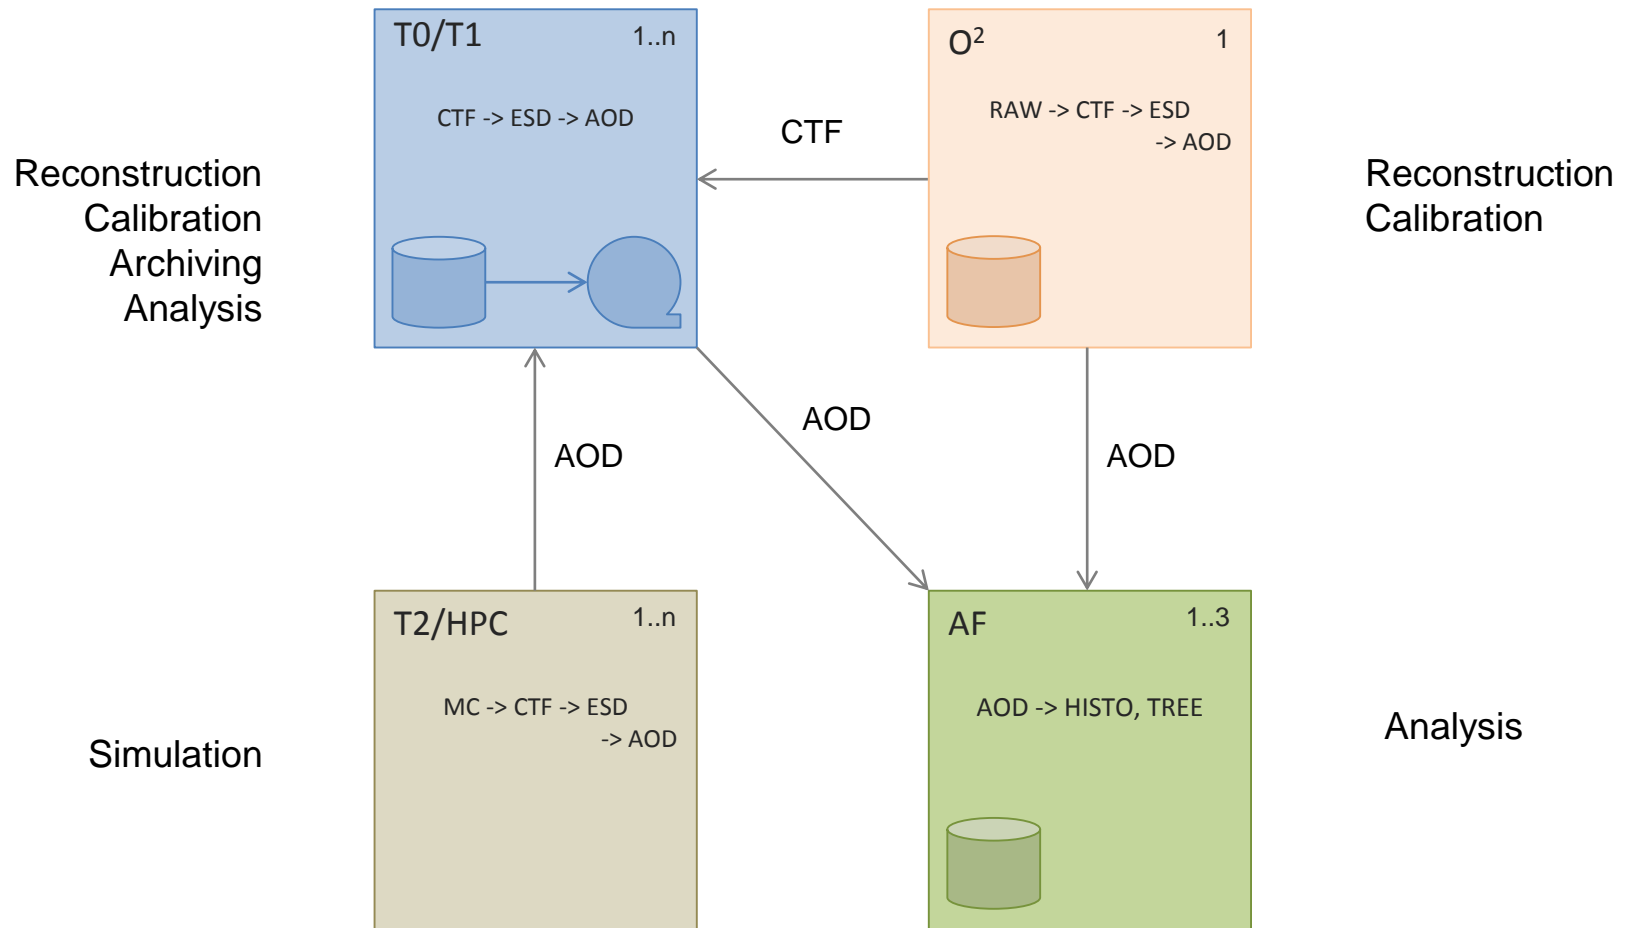 T0/T1
1..n
CTF -> ESD -> AOD
Reconstruction
Calibration
Archiving
Analysis
CTF
O²
1
RAW -> CTF -> ESD
-> AOD
Reconstruction
Calibration
AOD
AOD
AOD
T2/HPC
1..n
MC -> CTF -> ESD
-> AOD
Simulation
AF
1..3
AOD -> HISTO, TREE
Analysis